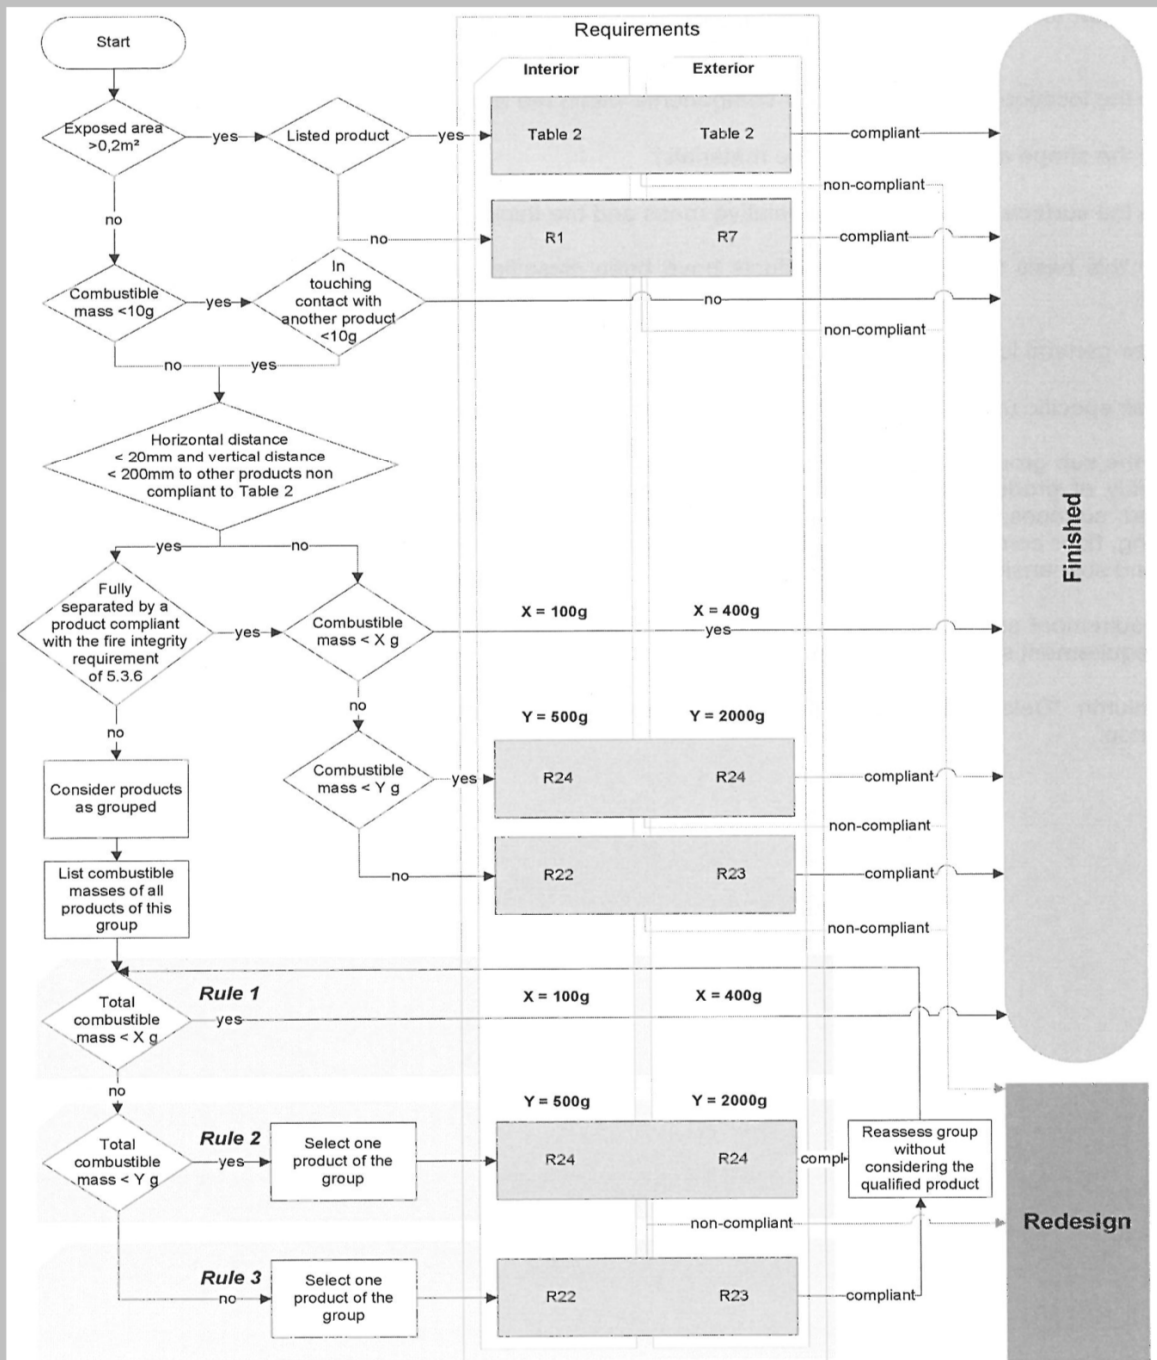 Requirements
Start
Interior
Exterior
Exposed area
>0,2m²
yes
Listed product
yes
Table 2
Table 2
compliant
non-compliant
no
no
R1
R7
compliant
Combustible
mass <10g
yes
In
touching
contact with
another product
<10g
no
non-compliant
no
yes
Horizontal distance
< 20mm and vertical distance
< 200mm to other products non
compliant to Table 2
Finished
yes
no
Fully
separated by a
product compliant
with the fire integrity
requirement
of 5.3.6
yes
Combustible
mass < X g
X = 100g
X = 400g
yes
no
no
Y = 500g
Y = 2000g
Combustible
mass < Y g
yes
R24
R24
compliant
non-compliant
Consider products
as grouped
no
R22
R23
compliant
non-compliant
List combustible
masses of all
products of this
group
Rule 1
X = 100g
X = 400g
Total
combustible
mass < X g
yes
no
Y = 500g
Y = 2000g
Rule 2
Total
combustible
mass < Y g
yes
Select one
product of the
group
R24
R24
compl
Reassess group
without
considering the
qualified product
non-compliant
Redesign
Rule 3
no
Select one
product of the
group
R22
R23
compliant